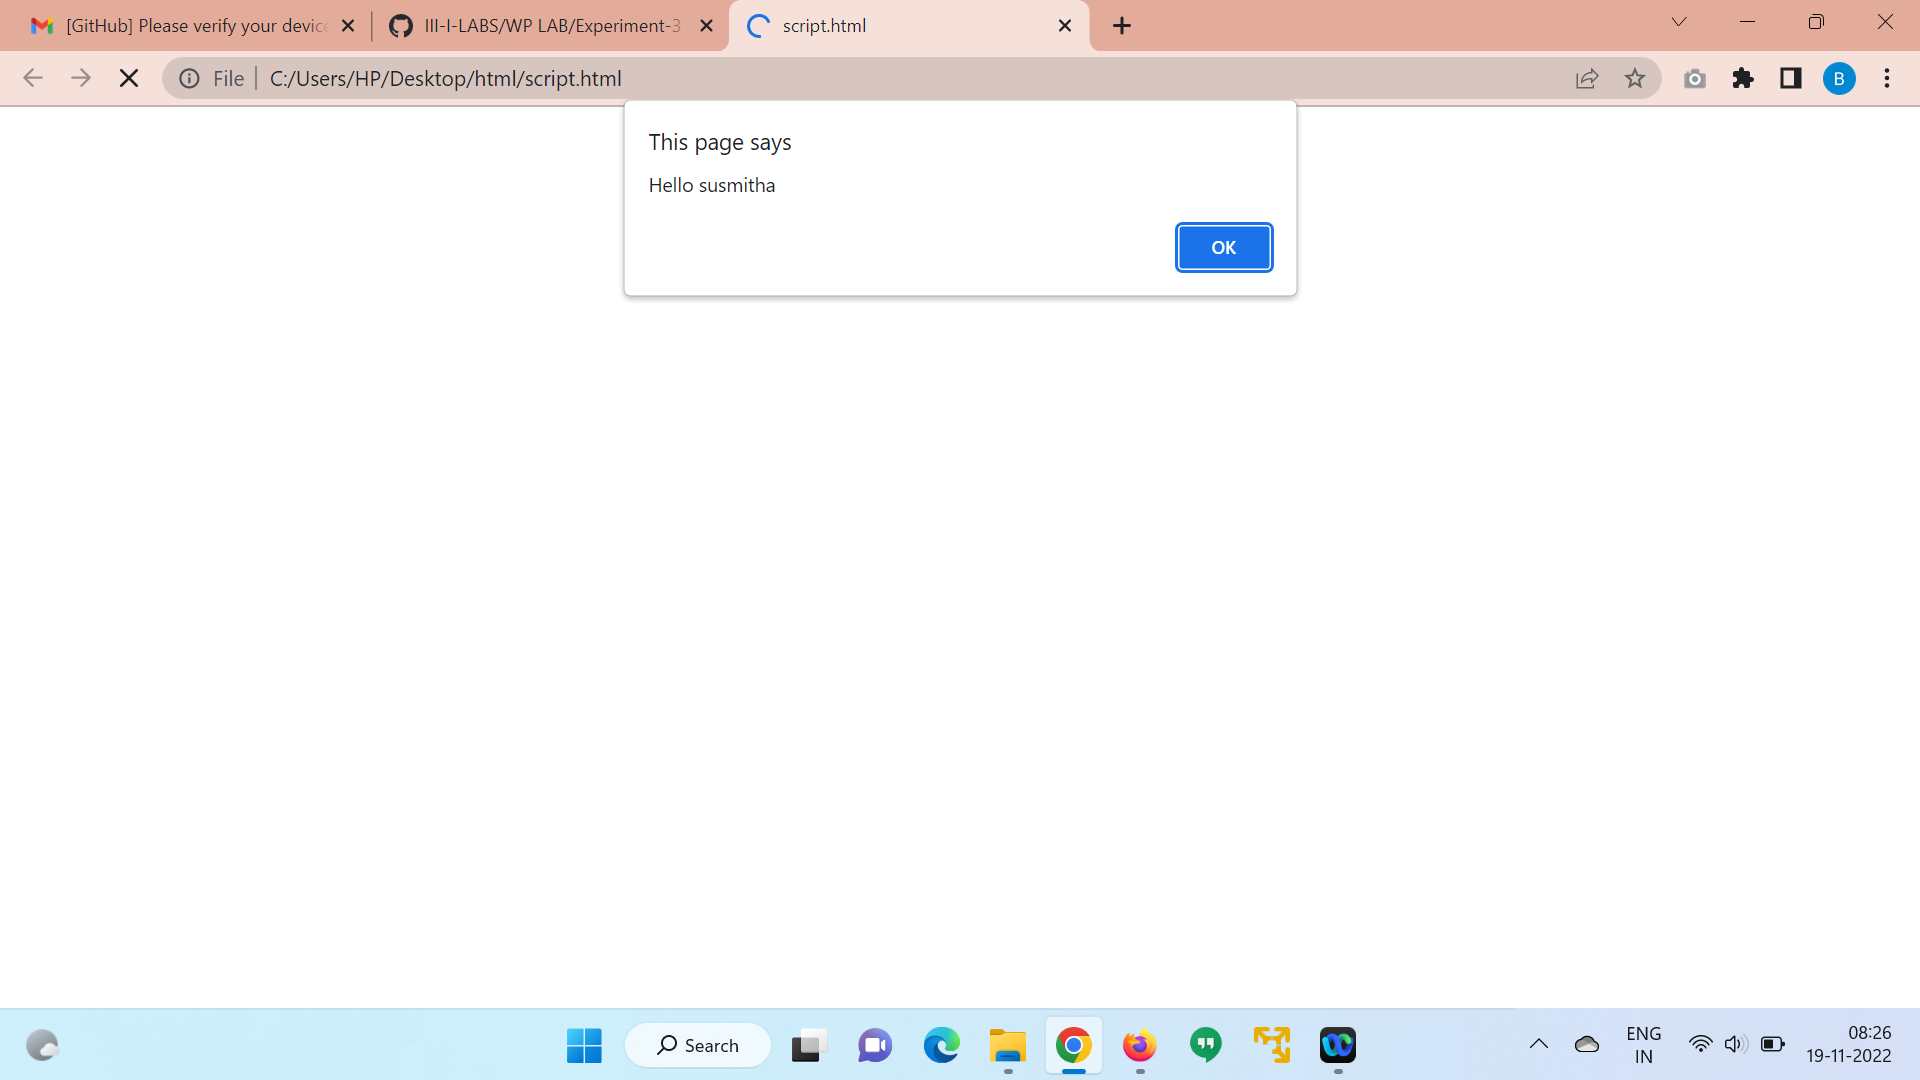 [GitHub] Please verify your device
III-I-LABS/WP LAB/Experiment-3
script.html
File
C:/Users/HP/Desktop/html/script.html
B
This page says
Hello susmitha
OK
Search
ENG
IN
08:26
19-11-2022